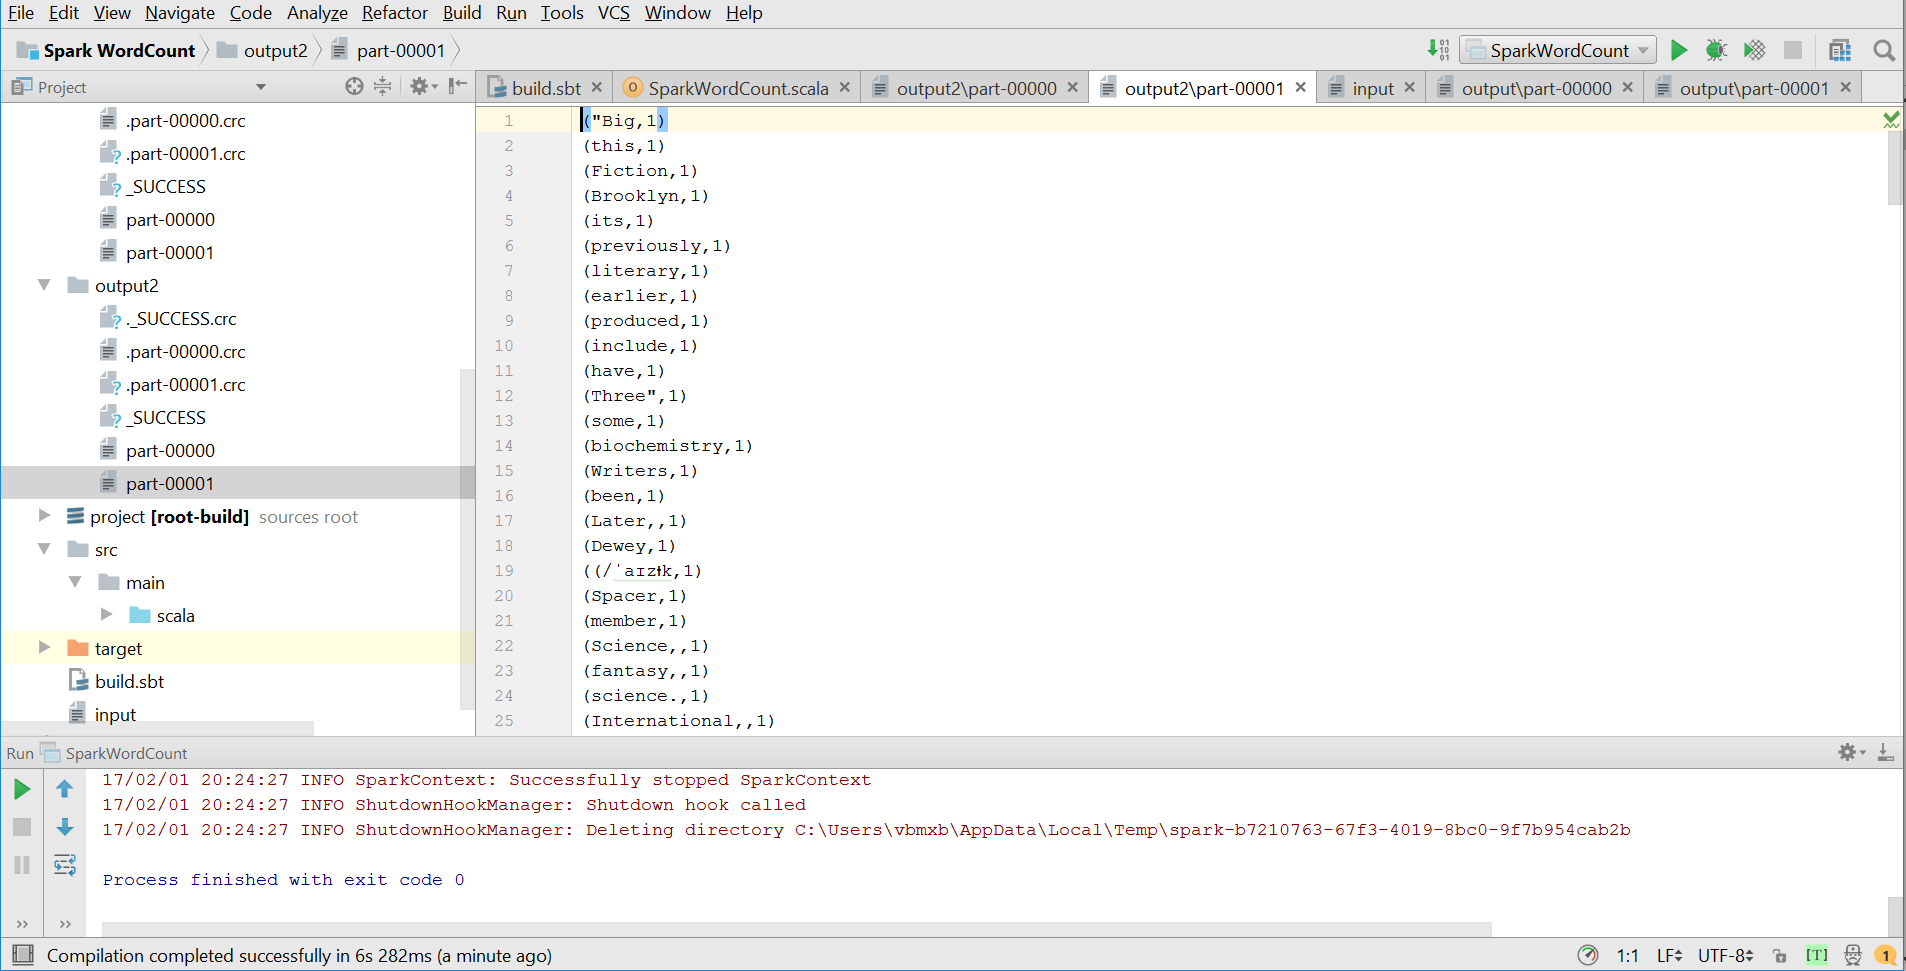 File Edit View Navigate Code Analyze Refactor Build Run Tools VCS Window Help
Spark WordCount output2 part-00001 SparkWordCount
Project
build.sbt SparkWordCount.scala output2\part-00000 output2\part-00001 input output\part-00000 output\part-00001
.part-00000.crc
.part-00001.crc
_SUCCESS
part-00000
part-00001
output2
._SUCCESS.crc
.part-00000.crc
.part-00001.crc
_SUCCESS
part-00000
part-00001
project [root-build] sources root
src
main
scala
target
build.sbt
input
1 ("Big,1)
2 (this,1)
3 (Fiction,1)
4 (Brooklyn,1)
5 (its,1)
6 (previously,1)
7 (literary,1)
8 (earlier,1)
9 (produced,1)
10 (include,1)
11 (have,1)
12 (Three",1)
13 (some,1)
14 (biochemistry,1)
15 (Writers,1)
16 (been,1)
17 (Later,,1)
18 (Dewey,1)
19 ((/ˈaɪzɨk,1)
20 (Spacer,1)
21 (member,1)
22 (Science,,1)
23 (fantasy,,1)
24 (science.,1)
25 (International,,1)
Run SparkWordCount
17/02/01 20:24:27 INFO SparkContext: Successfully stopped SparkContext
17/02/01 20:24:27 INFO ShutdownHookManager: Shutdown hook called
17/02/01 20:24:27 INFO ShutdownHookManager: Deleting directory C:\Users\vbmxb\AppData\Local\Temp\spark-b7210763-67f3-4019-8bc0-9f7b954cab2b
Process finished with exit code 0
Compilation completed successfully in 6s 282ms (a minute ago) 1:1 LF UTF-8 [T] 1